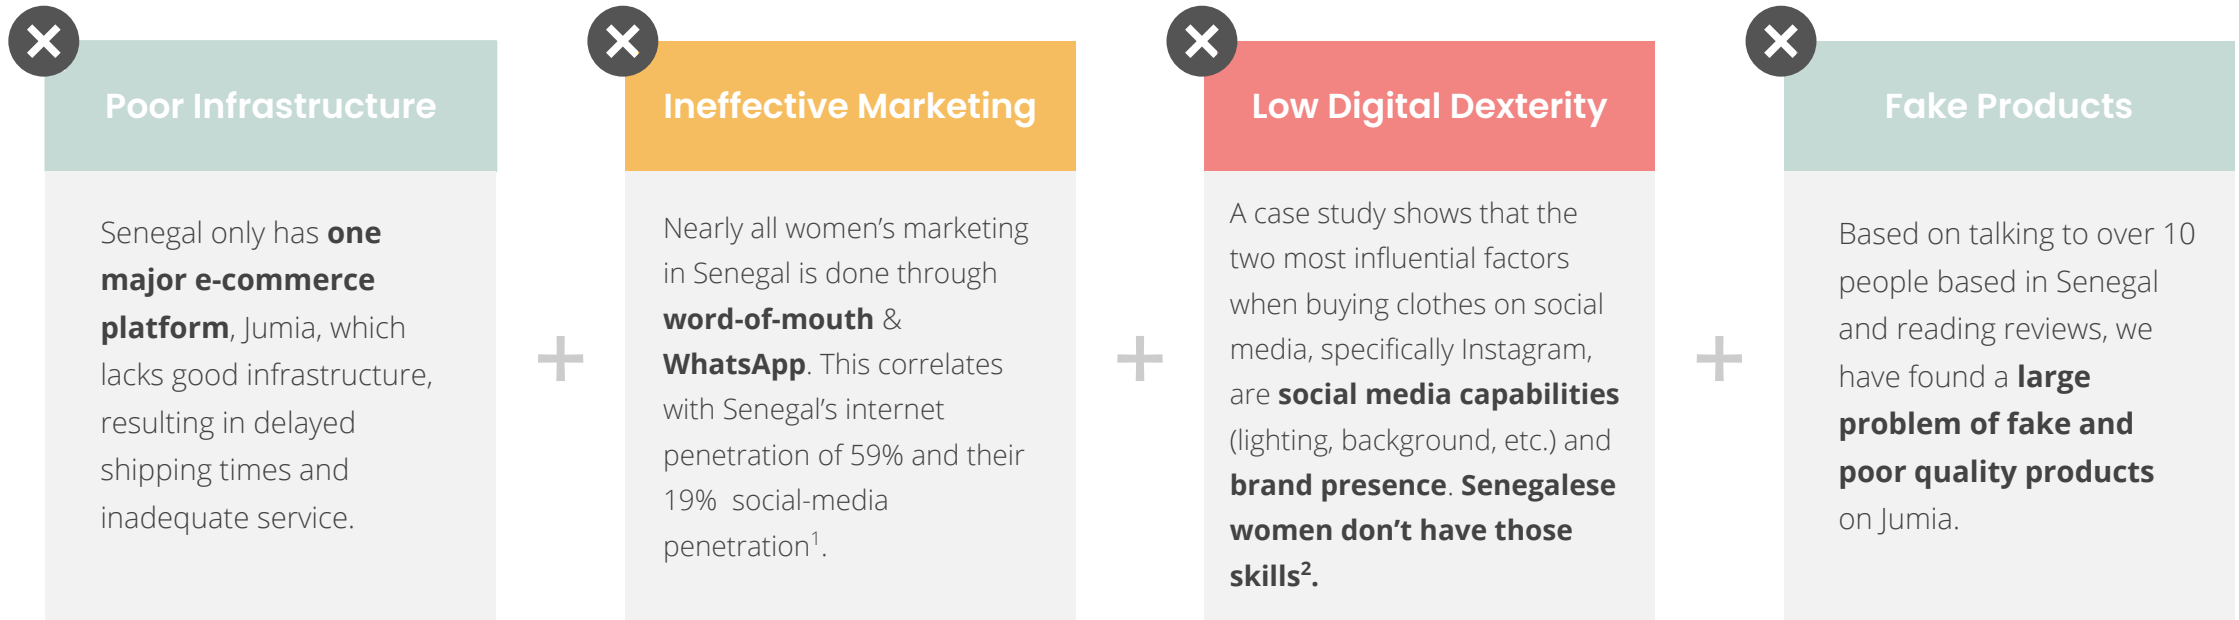 Poor Infrastructure
Senegal only has one
major e-commerce
platform, Jumia, which
lacks good infrastructure,
resulting in delayed
shipping times and
inadequate service.
Ineffective Marketing
Nearly all women’s marketing
in Senegal is done through
word-of-mouth &
WhatsApp. This correlates
with Senegal’s internet
penetration of 59% and their
19% social-media
penetration¹.
Low Digital Dexterity
A case study shows that the
two most influential factors
when buying clothes on social
media, specifically Instagram,
are social media capabilities
(lighting, background, etc.) and
brand presence. Senegalese
women don’t have those
skills².
Fake Products
Based on talking to over 10
people based in Senegal
and reading reviews, we
have found a large
problem of fake and
poor quality products
on Jumia.